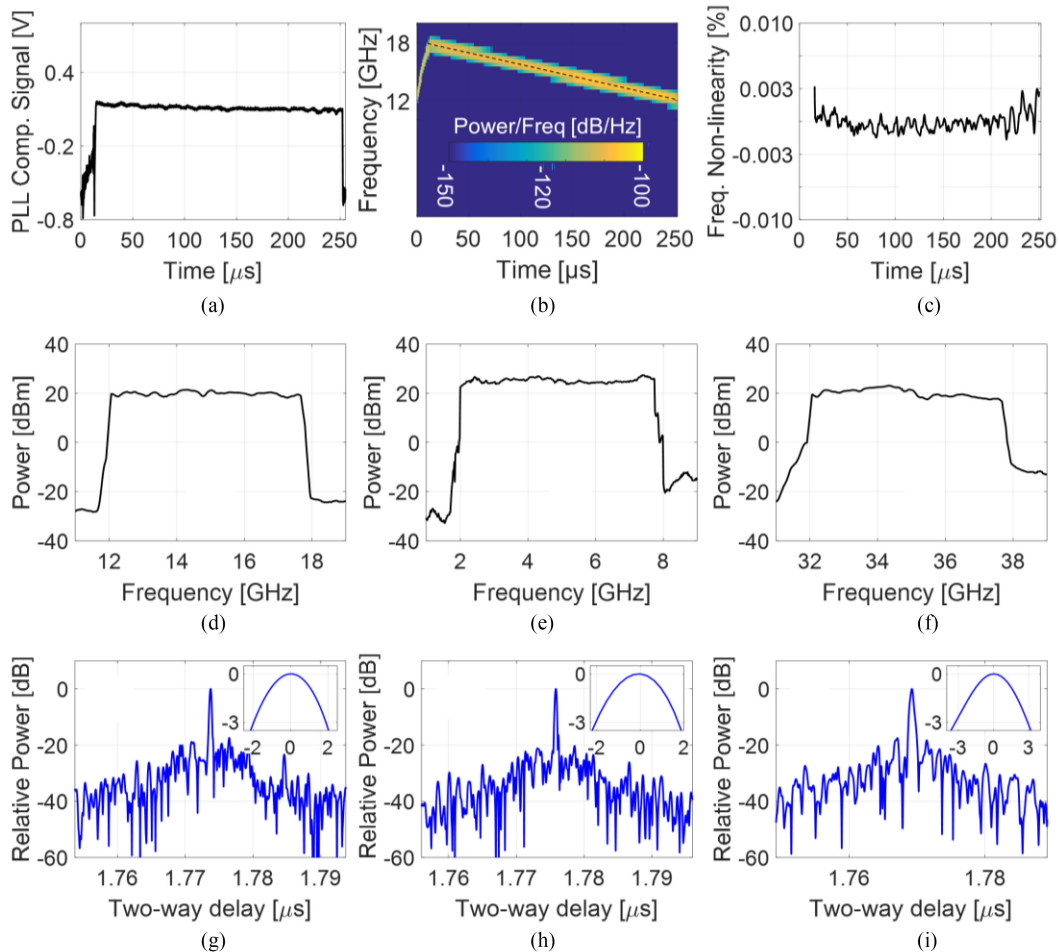 PLL Comp. Signal [V]
0.4
-0.2
-0.8
0 50 100 150 200 250
Time [μs]
(a)
Frequency [GHz]
18
12
Power/Freq [dB/Hz]
-150 -120 -100
0 50 100 150 200 250
Time [µs]
(b)
Freq. Non-linearity [%]
0.010
0.003
-0.003
-0.010
0 50 100 150 200 250
Time [μs]
(c)
Power [dBm]
40
20
0
-20
-40
12 14 16 18
Frequency [GHz]
(d)
Power [dBm]
40
20
0
-20
-40
2 4 6 8
Frequency [GHz]
(e)
Power [dBm]
40
20
0
-20
-40
32 34 36 38
Frequency [GHz]
(f)
Relative Power [dB]
0
-20
-40
-60
0
-3
-2 0 2
1.76 1.77 1.78 1.79
Two-way delay [μs]
(g)
Relative Power [dB]
0
-20
-40
-60
0
-3
-2 0 2
1.76 1.77 1.78 1.79
Two-way delay [μs]
(h)
Relative Power [dB]
0
-20
-40
-60
0
-3
-3 0 3
1.76 1.78
Two-way delay [μs]
(i)